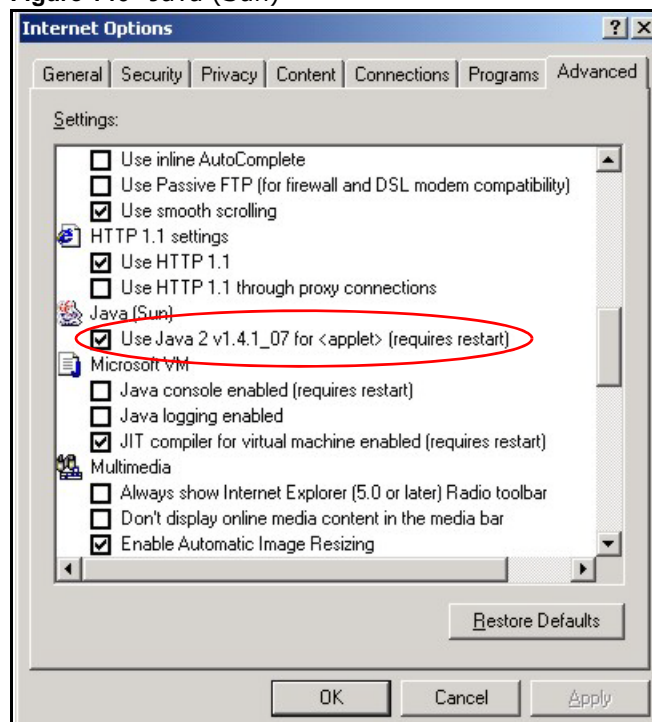 Internet Options
General Security Privacy Content Connections Programs Advanced
Settings:
Use inline AutoComplete
Use Passive FTP (for firewall and DSL modem compatibility)
Use smooth scrolling
HTTP 1.1 settings
Use HTTP 1.1
Use HTTP 1.1 through proxy connections
Java (Sun)
Use Java 2 v1.4.1_07 for <applet> (requires restart)
Microsoft VM
Java console enabled (requires restart)
Java logging enabled
JIT compiler for virtual machine enabled (requires restart)
Multimedia
Always show Internet Explorer (5.0 or later) Radio toolbar
Don't display online media content in the media bar
Enable Automatic Image Resizing
Restore Defaults
OK Cancel Apply